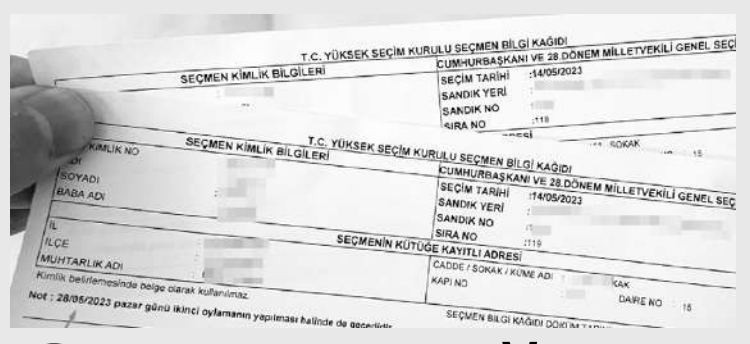 T.C. YÜKSEK SEÇİM KURULU SEÇMEN BİLGİ KAĞIDI
SEÇMEN KİMLİK BİLGİLERİ
CUMHURBAŞKANI VE 28.DÖNEM MİLLETVEKİLİ GENEL SEÇİ
SEÇİM TARİHİ :14/05/2023
SANDIK YERİ :
SANDIK NO :
SIRA NO :118
SOKAK
: 15
T.C. YÜKSEK SEÇİM KURULU SEÇMEN BİLGİ KAĞIDI
SEÇMEN KİMLİK BİLGİLERİ
CUMHURBAŞKANI VE 28.DÖNEM MİLLETVEKİLİ GENEL SEÇ
KİMLİK NO
SEÇİM TARİHİ :14/05/2023
SOYADI :
SANDIK YERİ :
BABA ADI
SANDIK NO :
SIRA NO :119
SEÇMENİN KÜTÜĞE KAYITLI ADRESİ
İL
İLÇE :
CADDE / SOKAK / KÜME ADI : KAK
MUHTARLIK ADI :
KAPI NO : DAİRE NO : 15
Kimlik belirlemesinde belge olarak kullanılmaz.
SEÇMEN BİLGİ KAĞIDI DÖKÜM
Not : 28/05/2023 pazar günü ikinci oylamanın yapılması halinde de geçerlidir.